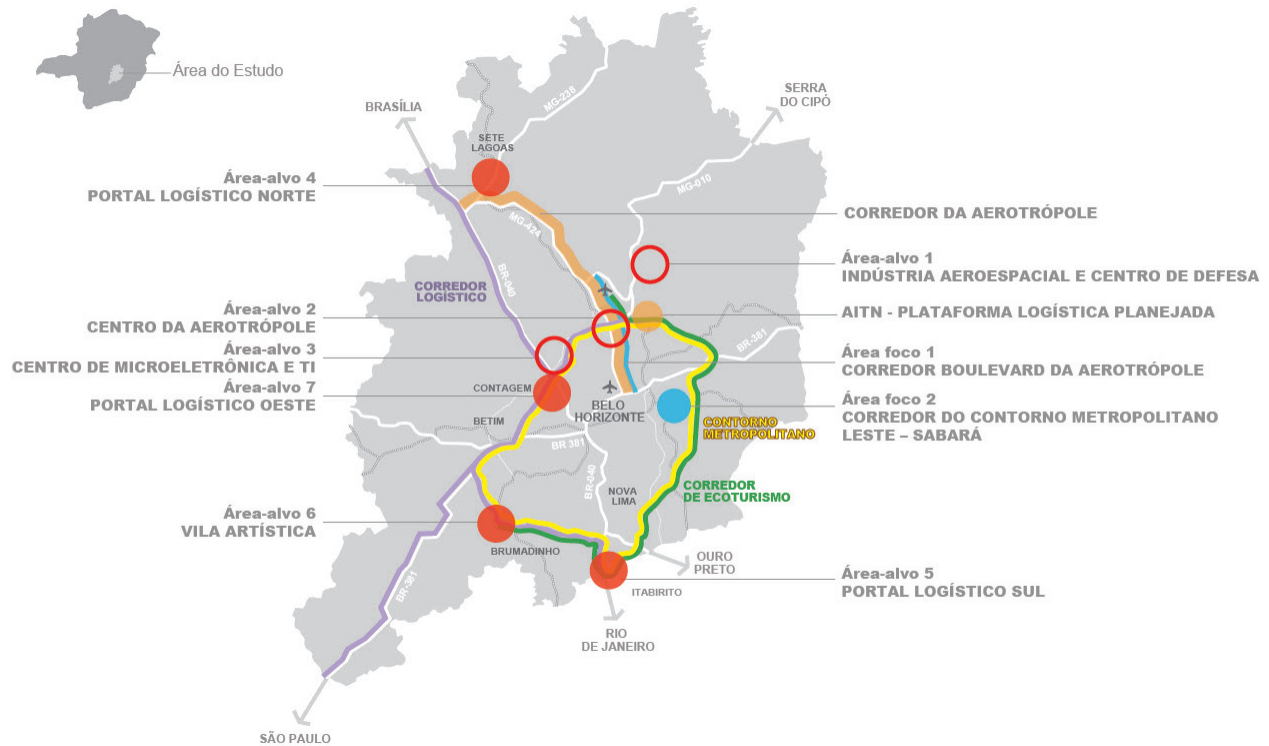 Área do Estudo
BRASÍLIA
SERRA
DO CIPÓ
MG-238
SETE
LAGOAS
MG-010
Área-alvo 4
PORTAL LOGÍSTICO NORTE
MG-424
CORREDOR DA AEROTRÓPOLE
Área-alvo 1
INDÚSTRIA AEROESPACIAL E CENTRO DE DEFESA
BR-040
CORREDOR
LOGÍSTICO
Área-alvo 2
CENTRO DA AEROTRÓPOLE
AITN - PLATAFORMA LOGÍSTICA PLANEJADA
BR-381
Área-alvo 3
CENTRO DE MICROELETRÔNICA E TI
Área foco 1
CORREDOR BOULEVARD DA AEROTRÓPOLE
Área-alvo 7
PORTAL LOGÍSTICO OESTE
CONTAGEM
BELO
HORIZONTE
Área foco 2
CORREDOR DO CONTORNO METROPOLITANO
LESTE – SABARÁ
BETIM
CONTORNO
METROPOLITANO
BR 381
BR-040
NOVA
LIMA
CORREDOR
DE ECOTURISMO
Área-alvo 6
VILA ARTÍSTICA
BRUMADINHO
OURO
PRETO
Área-alvo 5
PORTAL LOGÍSTICO SUL
ITABIRITO
BR-381
RIO
DE JANEIRO
SÃO PAULO